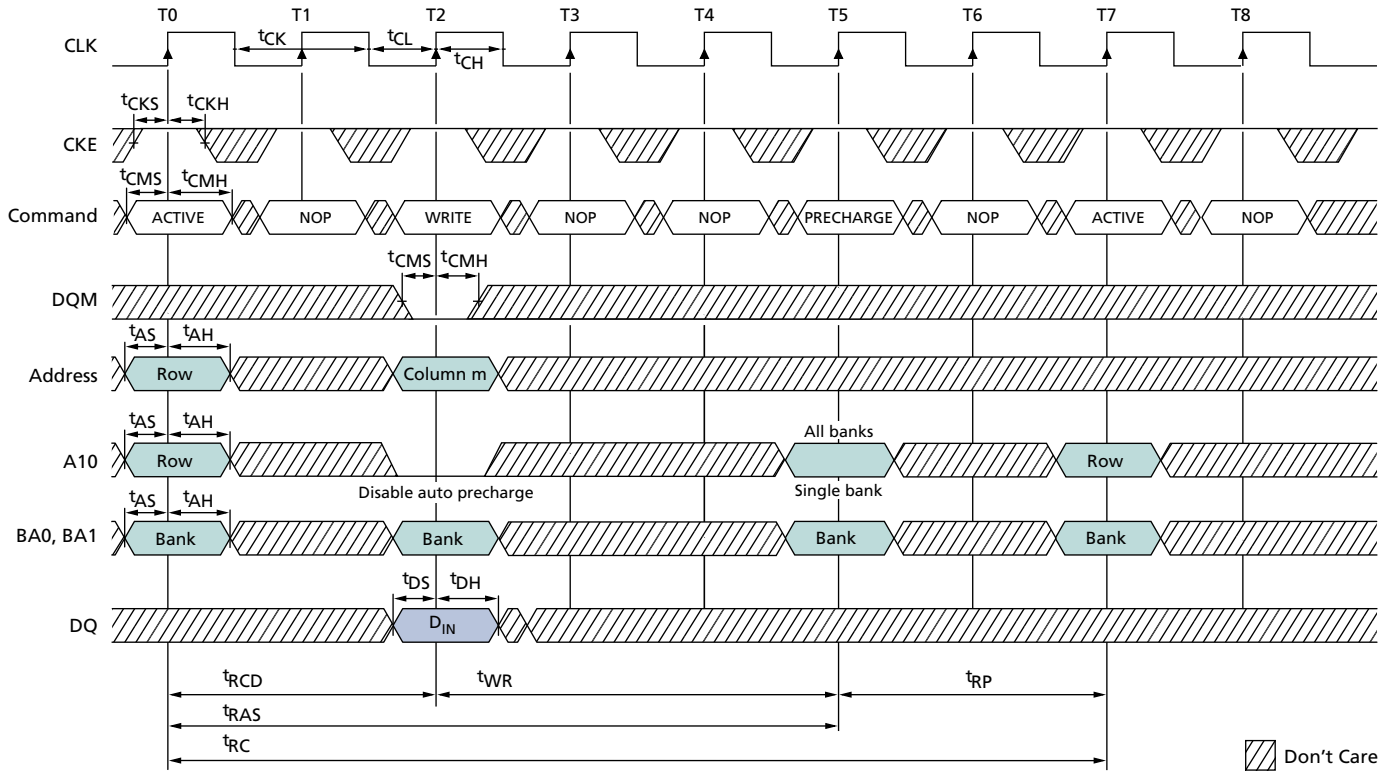 T0 T1 T2 T3 T4 T5 T6 T7 T8
CLK
tCK tCL
tCH
tCKS tCKH
CKE
tCMS tCMH
Command ACTIVE NOP WRITE NOP NOP PRECHARGE NOP ACTIVE NOP
tCMS tCMH
DQM
tAS tAH
Address Row Column m
tAS tAH All banks
A10 Row Row
Disable auto precharge Single bank
tAS tAH
BA0, BA1 Bank Bank Bank Bank
tDS tDH
DQ DIN
tRCD tWR tRP
tRAS
tRC
Don't Care